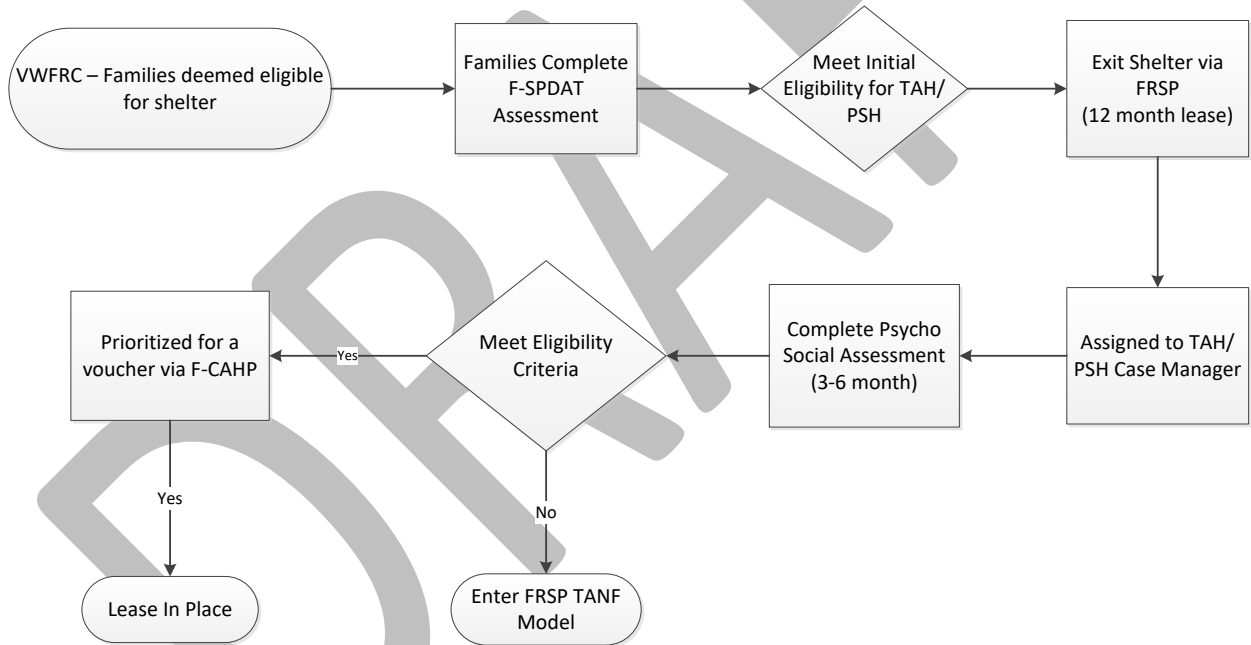 VWFRC – Families deemed eligible
for shelter
Families Complete
F-SPDAT
Assessment
Meet Initial
Eligibility for TAH/
PSH
Exit Shelter via
FRSP
(12 month lease)
Assigned to TAH/
PSH Case Manager
Complete Psycho
Social Assessment
(3-6 month)
Meet Eligibility
Criteria
Yes
Prioritized for a
voucher via F-CAHP
Yes
Lease In Place
No
Enter FRSP TANF
Model
DRAFT